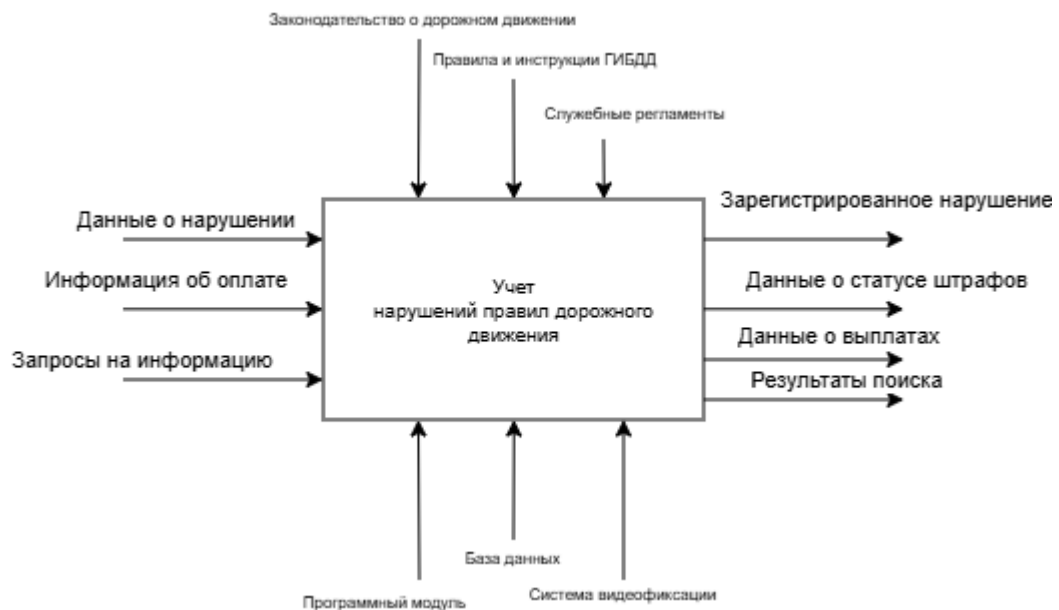 Законодательство о дорожном движении
Правила и инструкции ГИБДД
Служебные регламенты
Данные о нарушении
Информация об оплате
Запросы на информацию
Учет
нарушений правил дорожного
движения
Зарегистрированное нарушение
Данные о статусе штрафов
Данные о выплатах
Результаты поиска
Программный модуль
База данных
Система видеофиксации